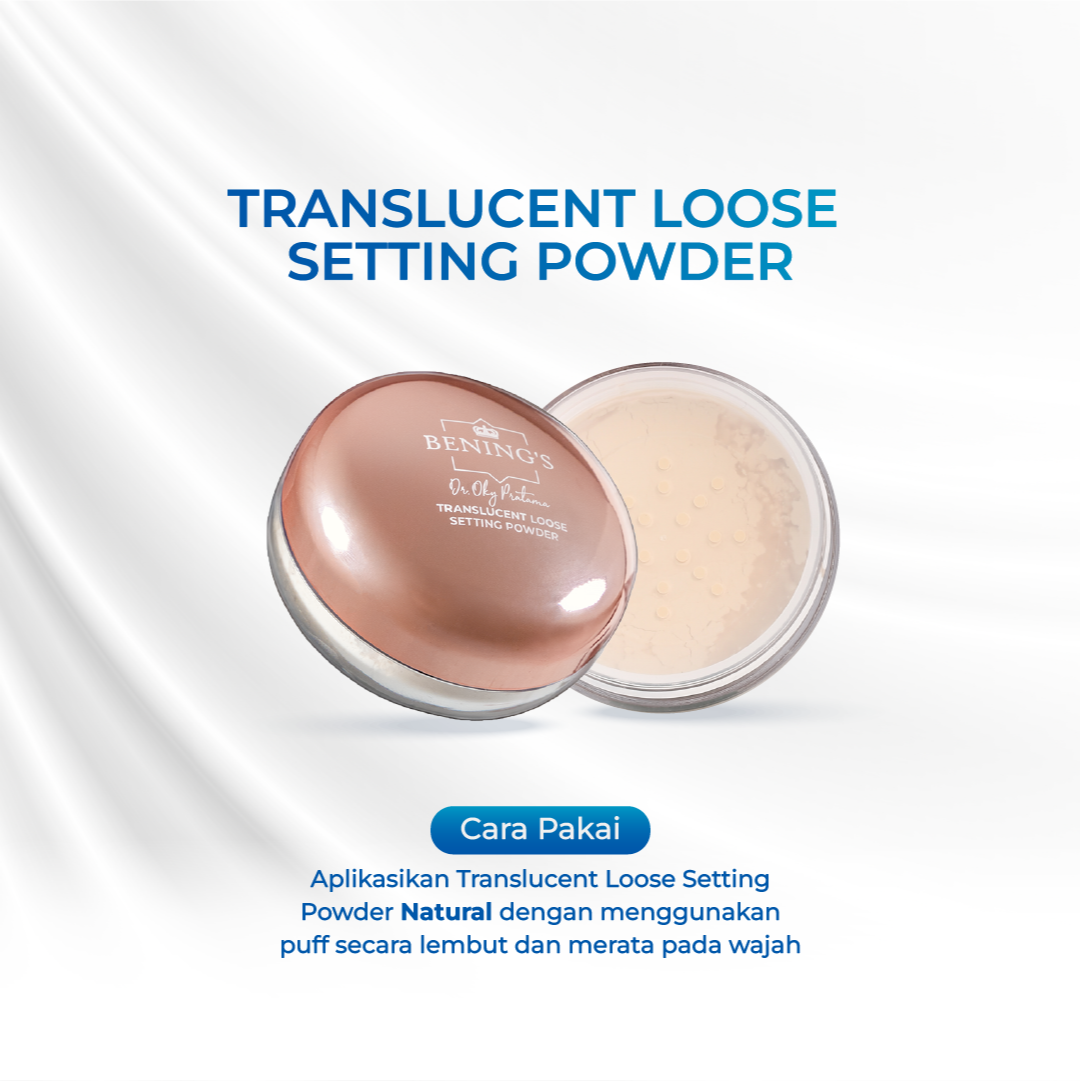 TRANSLUCENT LOOSE
SETTING POWDER
BENING'S
Dr. Oky Pratama
TRANSLUCENT LOOSE
SETTING POWDER
Cara Pakai
Aplikasikan Translucent Loose Setting
Powder Natural dengan menggunakan
puff secara lembut dan merata pada wajah